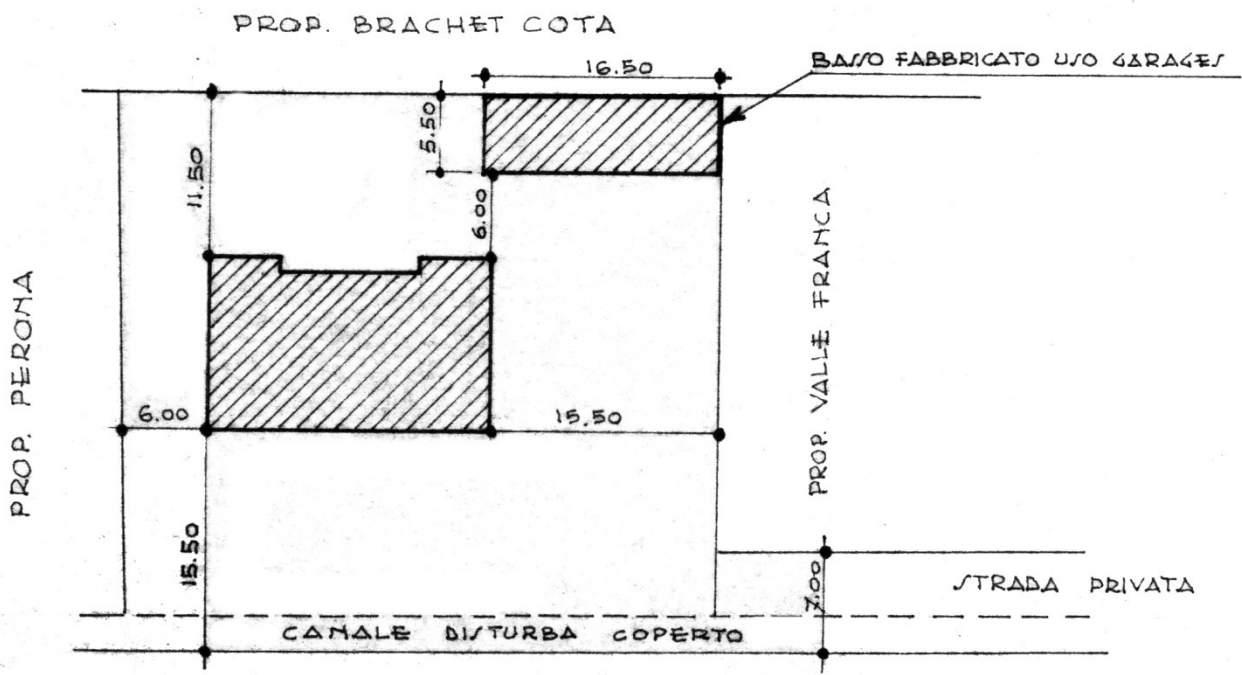 PROP. BRACHET COTA
16.50
BASSO FABBRICATO USO GARAGES
5.50
11.50
6.00
PROP. VALLE FRANCA
PROP. PERONA
6.00
15.50
15.50
7.00
STRADA PRIVATA
CANALE DISTURBA COPERTO